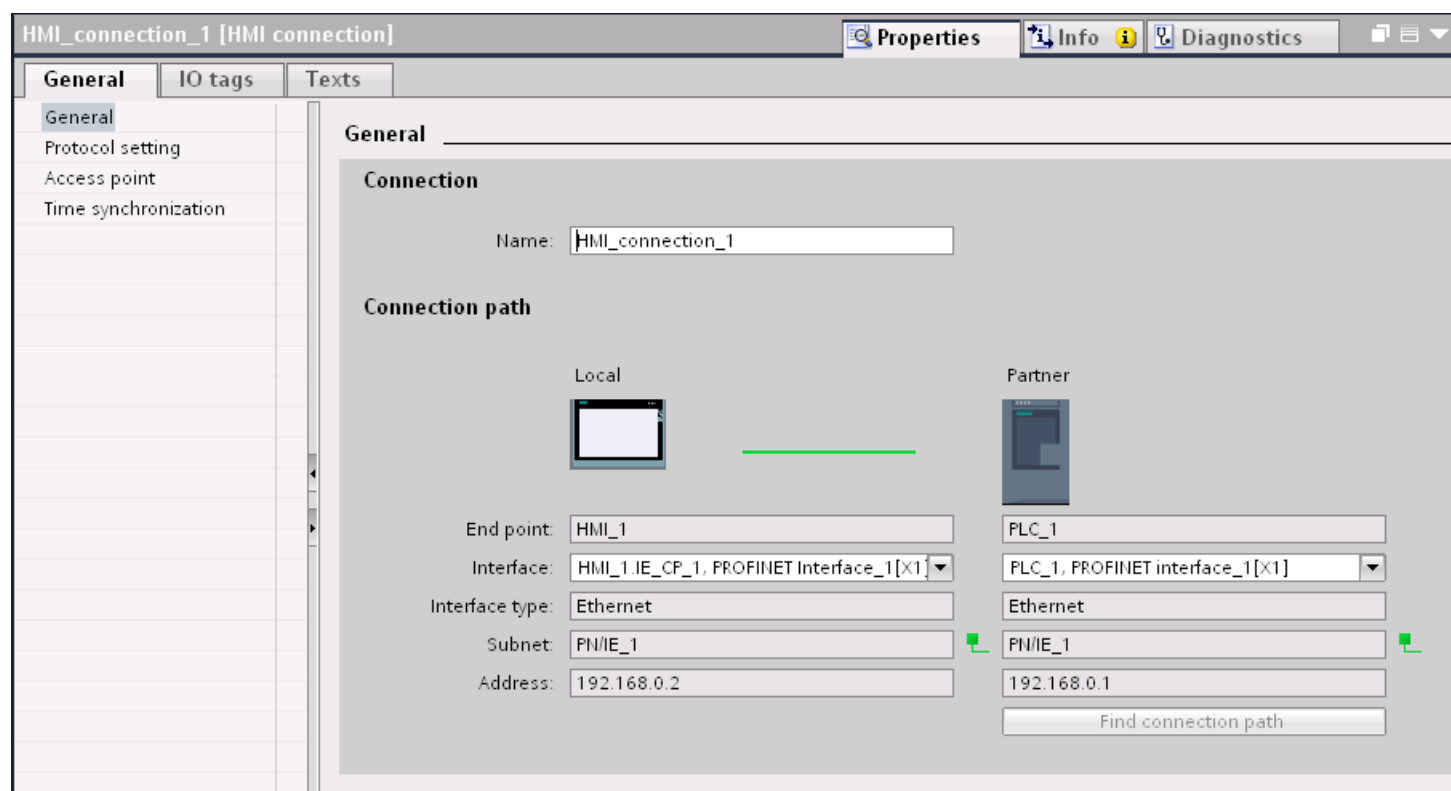 HMI_connection_1 [HMI connection]
Properties
Info
Diagnostics
General
IO tags
Texts
General
Protocol setting
Access point
Time synchronization
General
Connection
Name: HMI_connection_1
Connection path
Local Partner
End point: HMI_1 PLC_1
Interface: HMI_1.IE_CP_1, PROFINET Interface_1[X1] PLC_1, PROFINET interface_1[X1]
Interface type: Ethernet Ethernet
Subnet: PN/IE_1 PN/IE_1
Address: 192.168.0.2 192.168.0.1
Find connection path